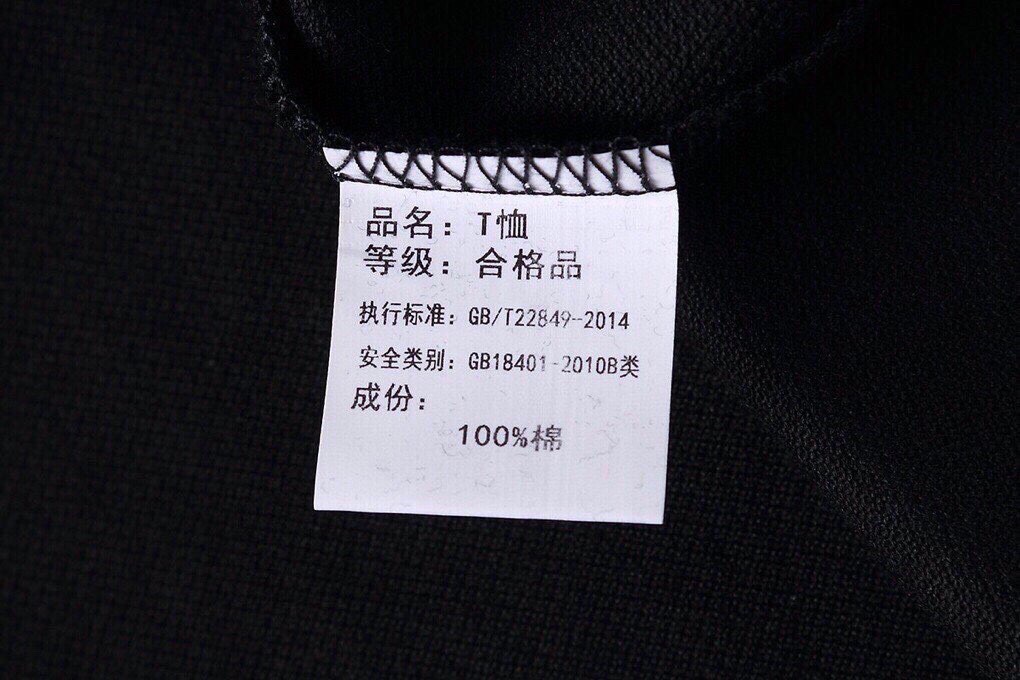 品名：T恤
等级：合格品
执行标准：GB/T22849-2014
安全类别：GB18401-2010B类
成份：
100%棉